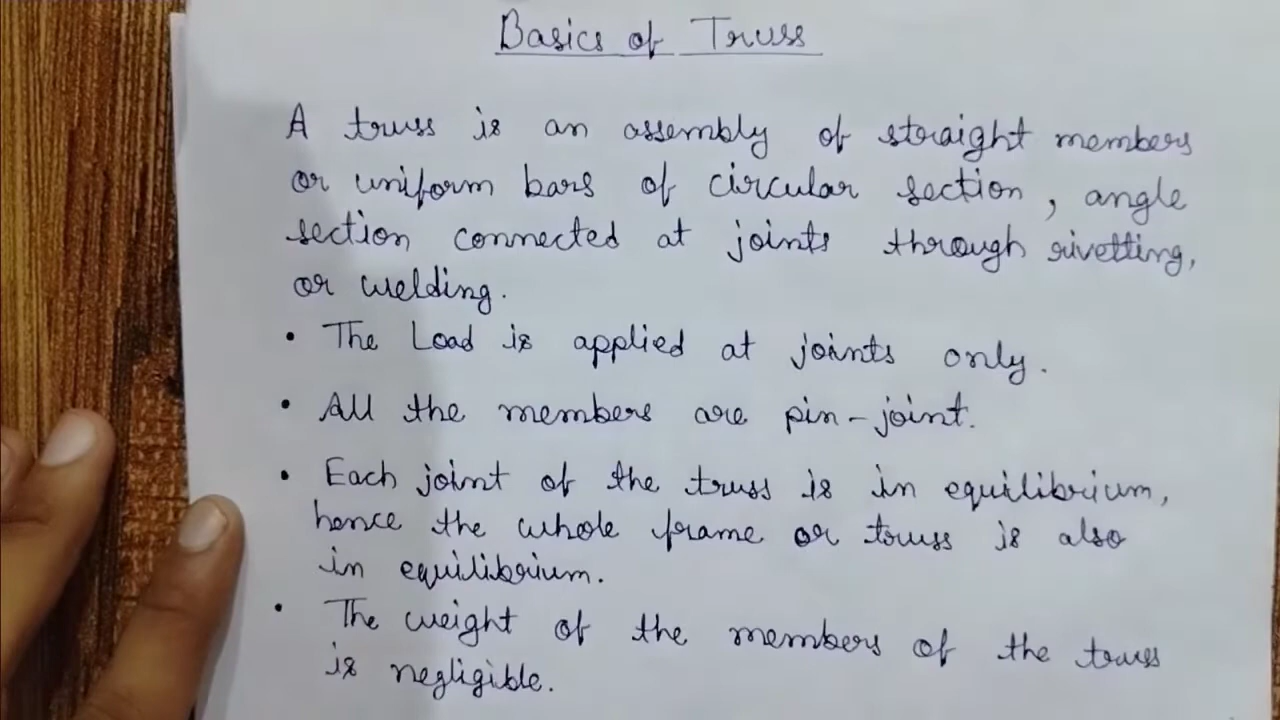 Basics of Truss
A truss is an assembly of straight members
or uniform bars of circular section, angle
section connected at joints through rivetting,
or welding.
• The Load is applied at joints only.
• All the members are pin-joint.
• Each joint of the truss is in equilibrium,
hence the whole frame or truss is also
in equilibrium.
• The weight of the members of the truss
is negligible.